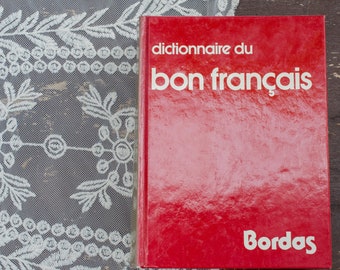 dictionnaire du
bon français
Bordas